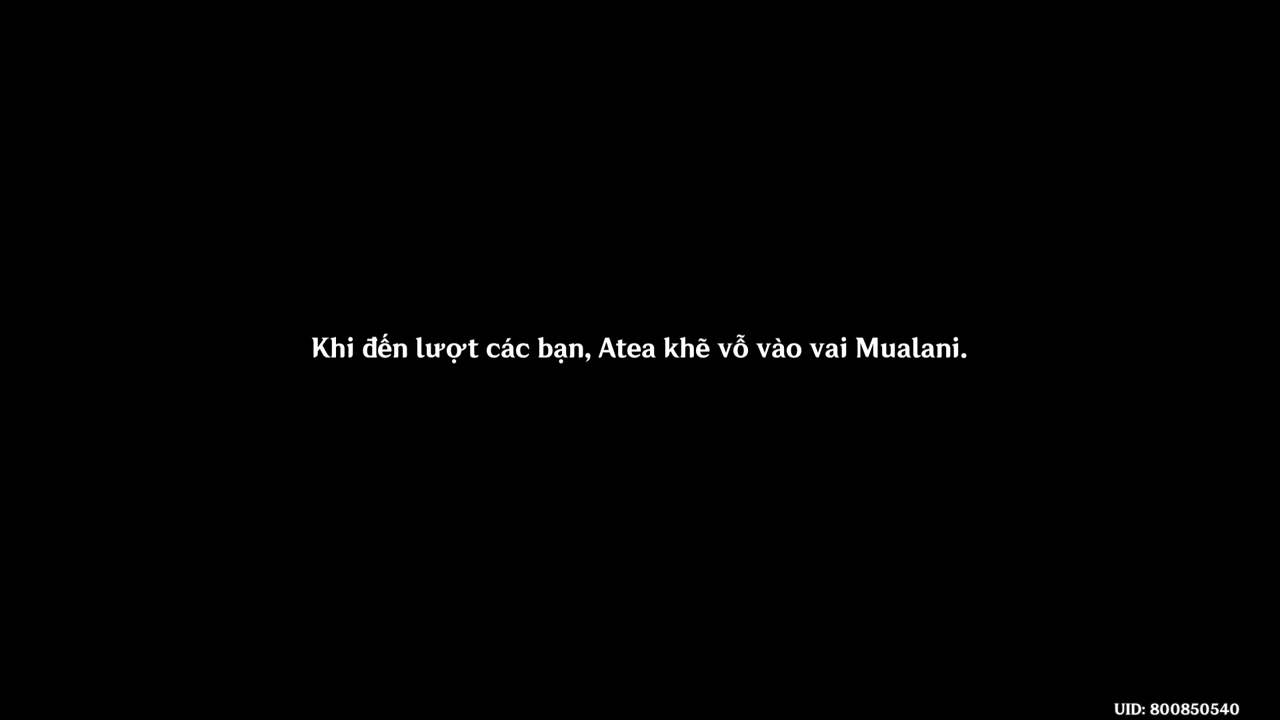 Khi đến lượt các bạn, Atea khẽ vỗ vào vai Mualani.
UID: 800850540